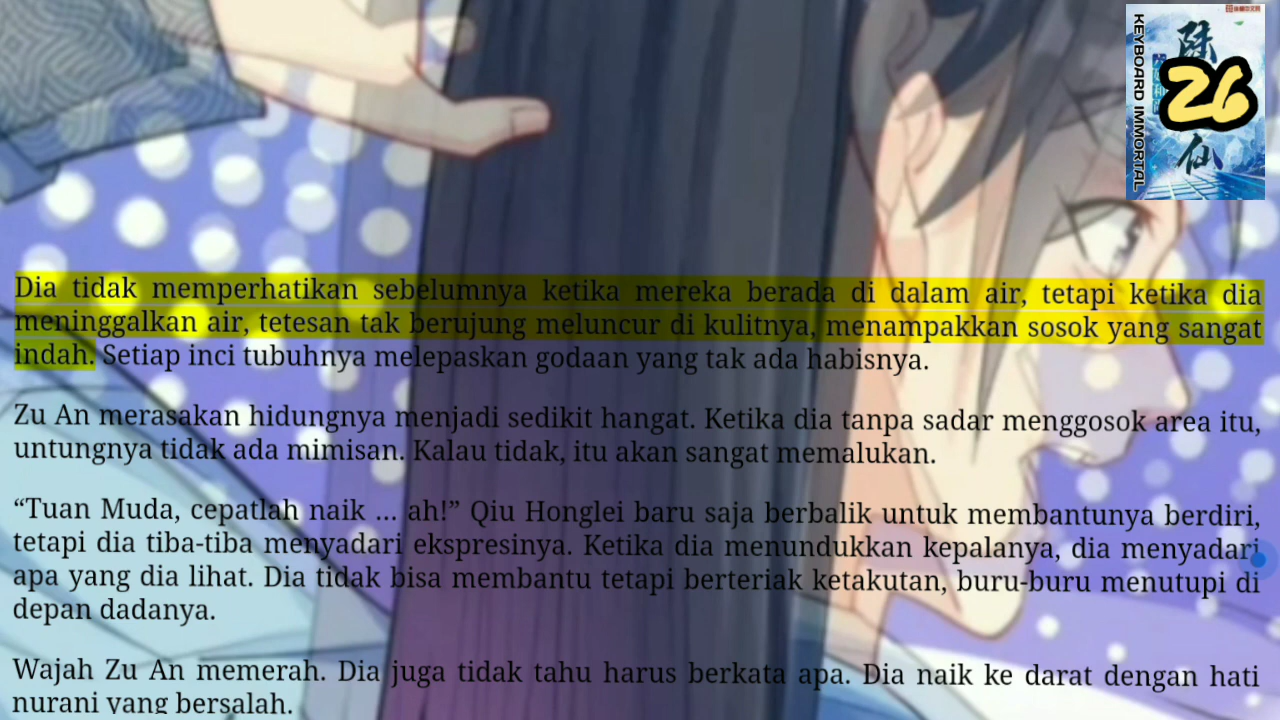 KEYBOARD IMMORTAL
陆
26
仙
Dia tidak memperhatikan sebelumnya ketika mereka berada di dalam air, tetapi ketika dia
meninggalkan air, tetesan tak berujung meluncur di kulitnya, menampakkan sosok yang sangat
indah. Setiap inci tubuhnya melepaskan godaan yang tak ada habisnya.
Zu An merasakan hidungnya menjadi sedikit hangat. Ketika dia tanpa sadar menggosok area itu,
untungnya tidak ada mimisan. Kalau tidak, itu akan sangat memalukan.
“Tuan Muda, cepatlah naik ... ah!” Qiu Honglei baru saja berbalik untuk membantunya berdiri,
tetapi dia tiba-tiba menyadari ekspresinya. Ketika dia menundukkan kepalanya, dia menyadari
apa yang dia lihat. Dia tidak bisa membantu tetapi berteriak ketakutan, buru-buru menutupi di
depan dadanya.
Wajah Zu An memerah. Dia juga tidak tahu harus berkata apa. Dia naik ke darat dengan hati
nurani yang bersalah.